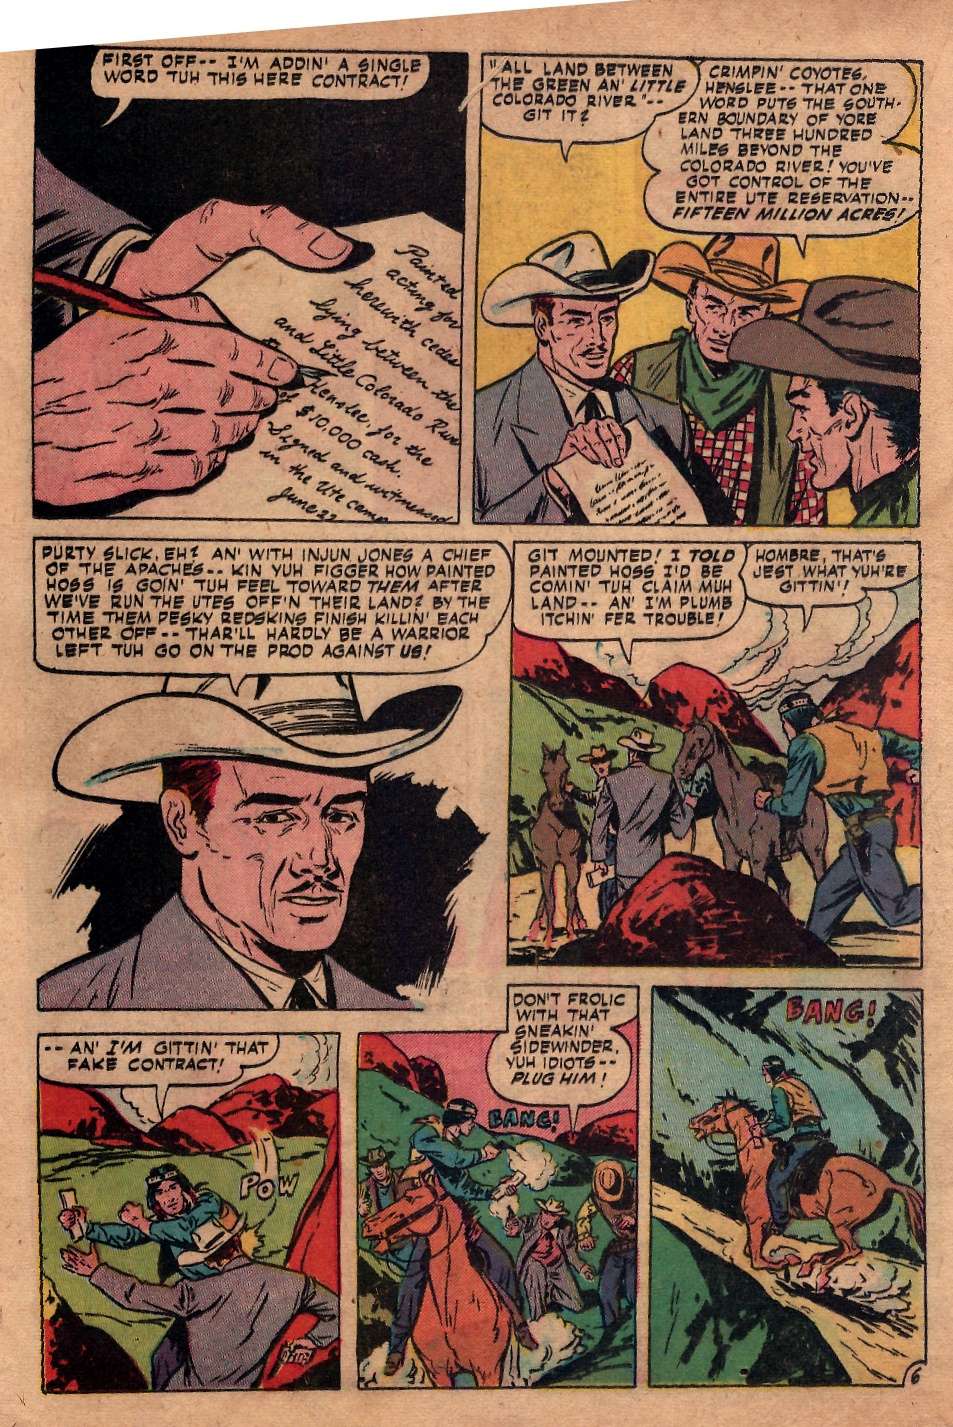 FIRST OFF-- I'M ADDIN' A SINGLE
WORD TUH THIS HERE CONTRACT!
Painted
acting for
herewith cedes
lying between the
and Little Colorado River
Henslee, for the
of $10,000 cash.
Signed and witnessed
in the Ute camp
June 22
"ALL LAND BETWEEN
THE GREEN AN' LITTLE
COLORADO RIVER"--
GIT IT?
CRIMPIN' COYOTES,
HENSLEE-- THAT ONE
WORD PUTS THE SOUTH-
ERN BOUNDARY OF YORE
LAND THREE HUNDRED
MILES BEYOND THE
COLORADO RIVER! YOU'VE
GOT CONTROL OF THE
ENTIRE UTE RESERVATION--
FIFTEEN MILLION ACRES!
PURTY SLICK, EH? AN' WITH INJUN JONES A CHIEF
OF THE APACHES-- KIN YUH FIGGER HOW PAINTED
HOSS IS GOIN' TUH FEEL TOWARD THEM AFTER
WE'VE RUN THE UTES OFF'N THEIR LAND? BY THE
TIME THEM PESKY REDSKINS FINISH KILLIN' EACH
OTHER OFF-- THAR'LL HARDLY BE A WARRIOR
LEFT TUH GO ON THE PROD AGAINST US!
GIT MOUNTED! I TOLD
PAINTED HOSS I'D BE
COMIN' TUH CLAIM MUH
LAND-- AN' I'M PLUMB
ITCHIN' FER TROUBLE!
HOMBRE, THAT'S
JEST WHAT YUH'RE
GITTIN'!
-- AN' I'M GITTIN' THAT
FAKE CONTRACT!
POW
DON'T FROLIC
WITH THAT
SNEAKIN'
SIDEWINDER,
YUH IDIOTS--
PLUG HIM!
BANG!
BANG!
6